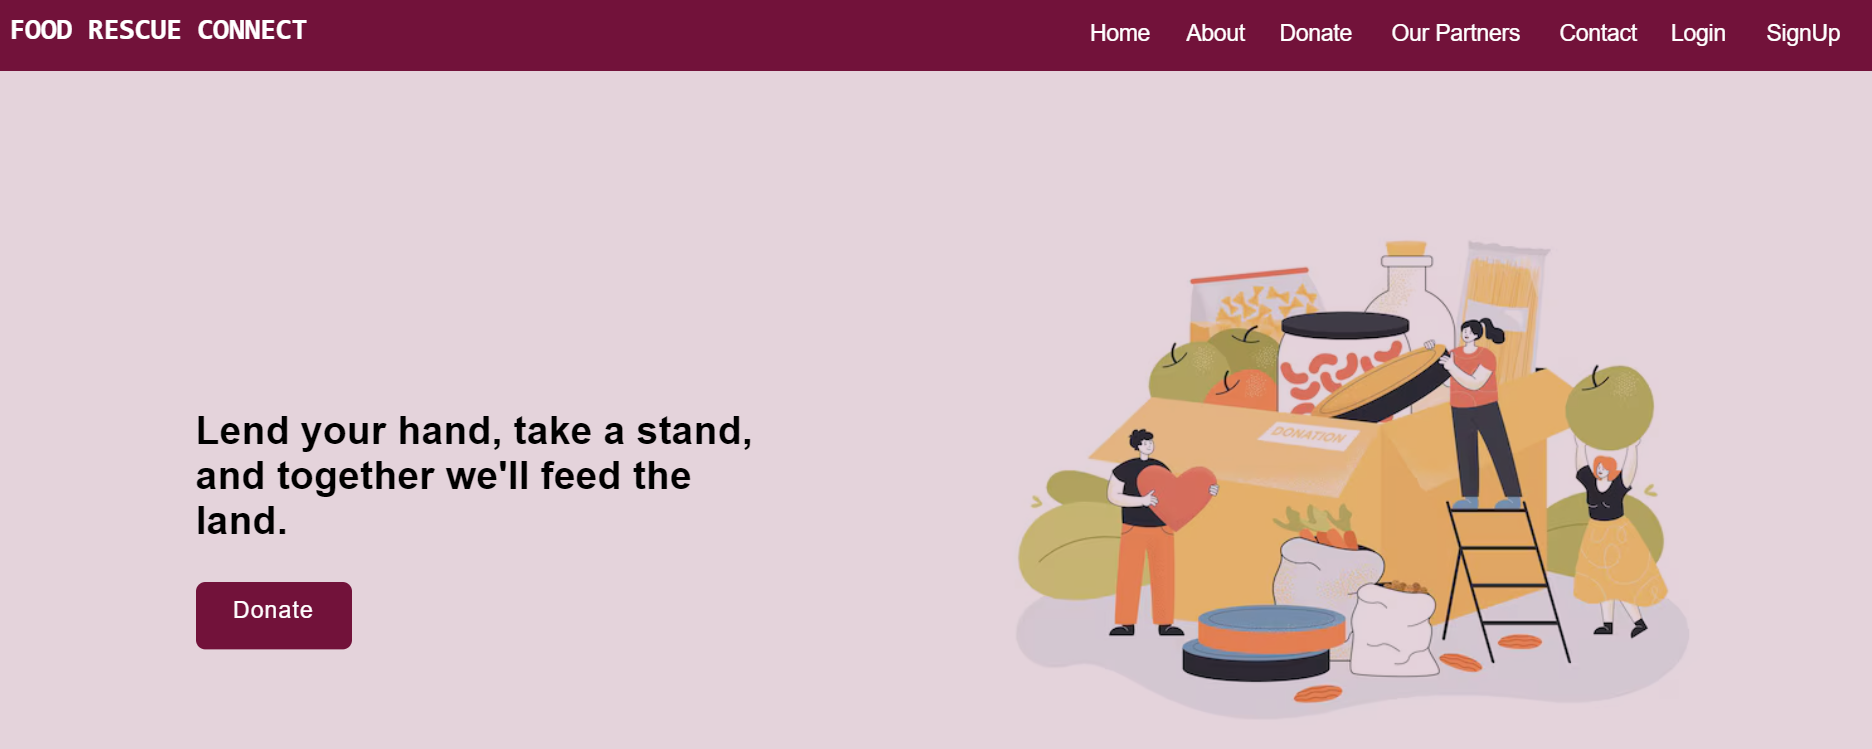 FOOD RESCUE CONNECT
Home About Donate Our Partners Contact Login SignUp
Lend your hand, take a stand,
and together we'll feed the
land.
Donate
DONATION